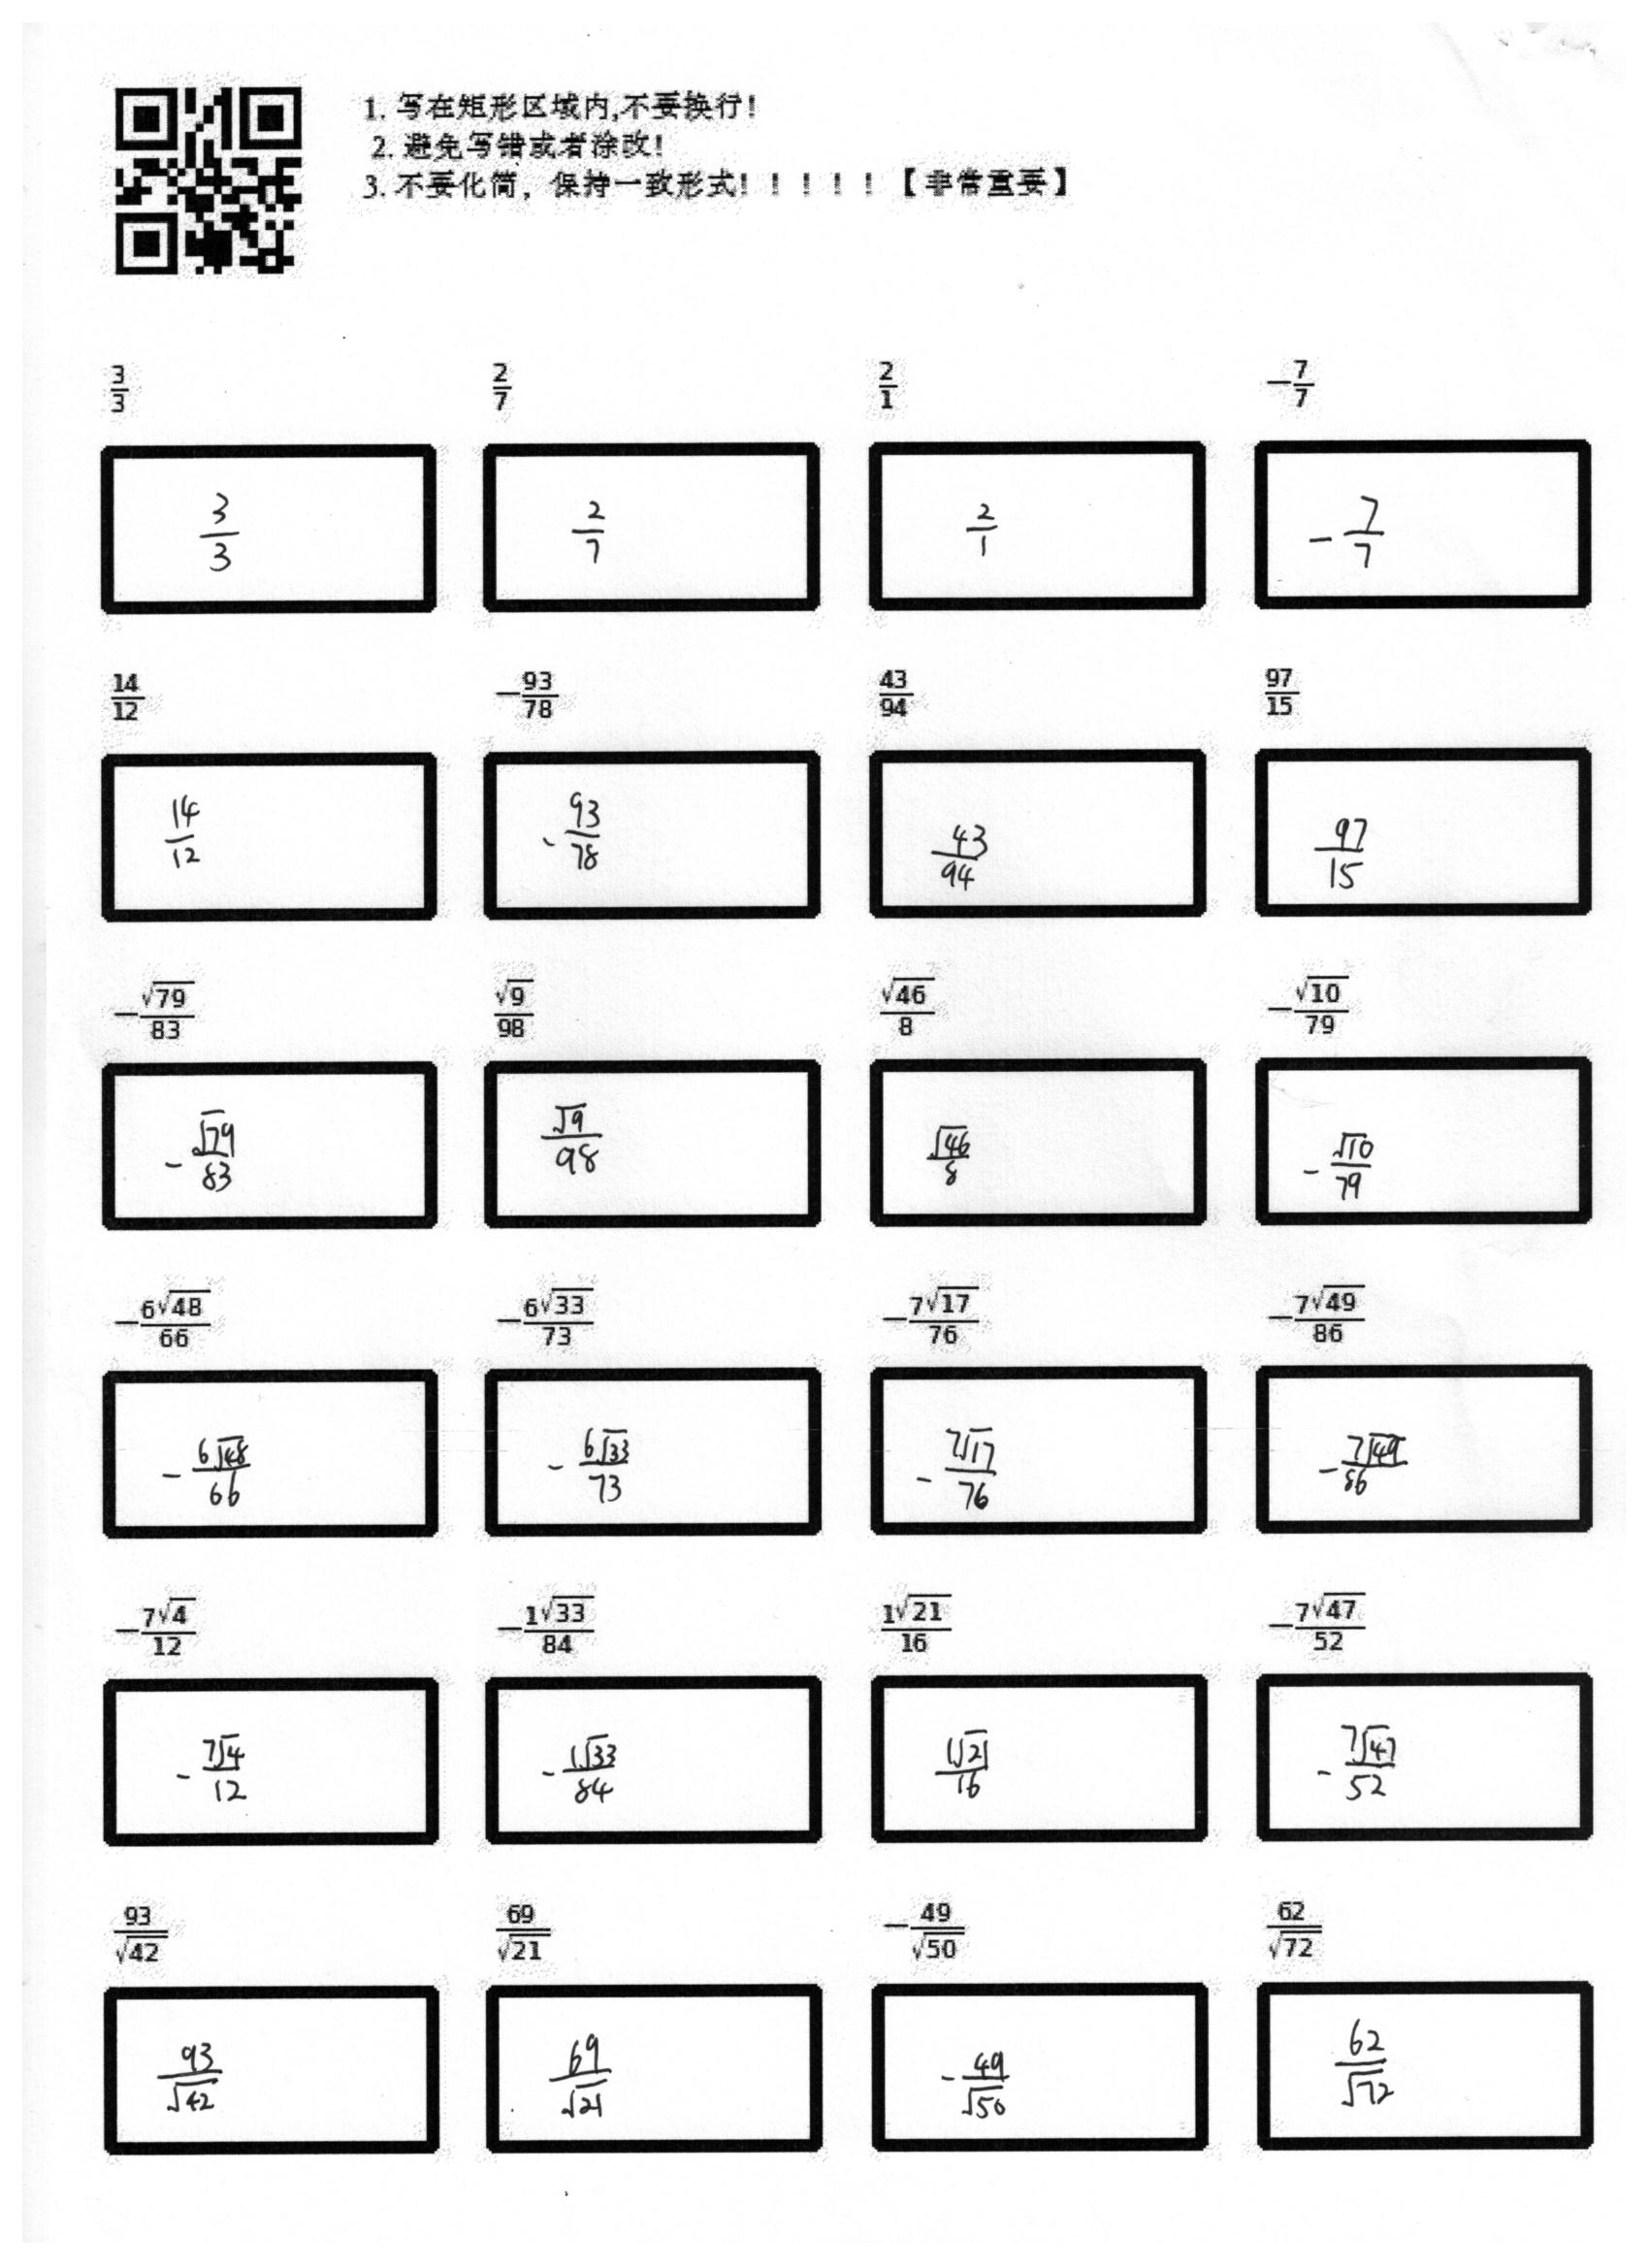 1. 写在矩形区域内,不要换行!
2. 避免写错或者涂改!
3. 不要化简，保持一致形式！！！！！【非常重要】
\frac{3}{3} \frac{2}{7} \frac{2}{1} -\frac{7}{7}
\frac{3}{3} \frac{2}{7} \frac{2}{1} -\frac{7}{7}
\frac{14}{12} -\frac{93}{78} \frac{43}{94} \frac{97}{15}
\frac{14}{12} -\frac{93}{78} \frac{43}{94} \frac{97}{15}
-\frac{\sqrt{79}}{83} \frac{\sqrt{9}}{98} \frac{\sqrt{46}}{8} -\frac{\sqrt{10}}{79}
-\frac{\sqrt{79}}{83} \frac{\sqrt{9}}{98} \frac{\sqrt{46}}{8} -\frac{\sqrt{10}}{79}
-\frac{6\sqrt{48}}{66} -\frac{6\sqrt{33}}{73} -\frac{7\sqrt{17}}{76} -\frac{7\sqrt{49}}{86}
-\frac{6\sqrt{48}}{66} -\frac{6\sqrt{33}}{73} -\frac{7\sqrt{17}}{76} -\frac{7\sqrt{49}}{86}
-\frac{7\sqrt{4}}{12} -\frac{1\sqrt{33}}{84} \frac{1\sqrt{21}}{16} -\frac{7\sqrt{47}}{52}
-\frac{7\sqrt{4}}{12} -\frac{1\sqrt{33}}{84} \frac{1\sqrt{21}}{16} -\frac{7\sqrt{47}}{52}
\frac{93}{\sqrt{42}} \frac{69}{\sqrt{21}} -\frac{49}{\sqrt{50}} \frac{62}{\sqrt{72}}
\frac{93}{\sqrt{42}} \frac{69}{\sqrt{21}} -\frac{49}{\sqrt{50}} \frac{62}{\sqrt{72}}